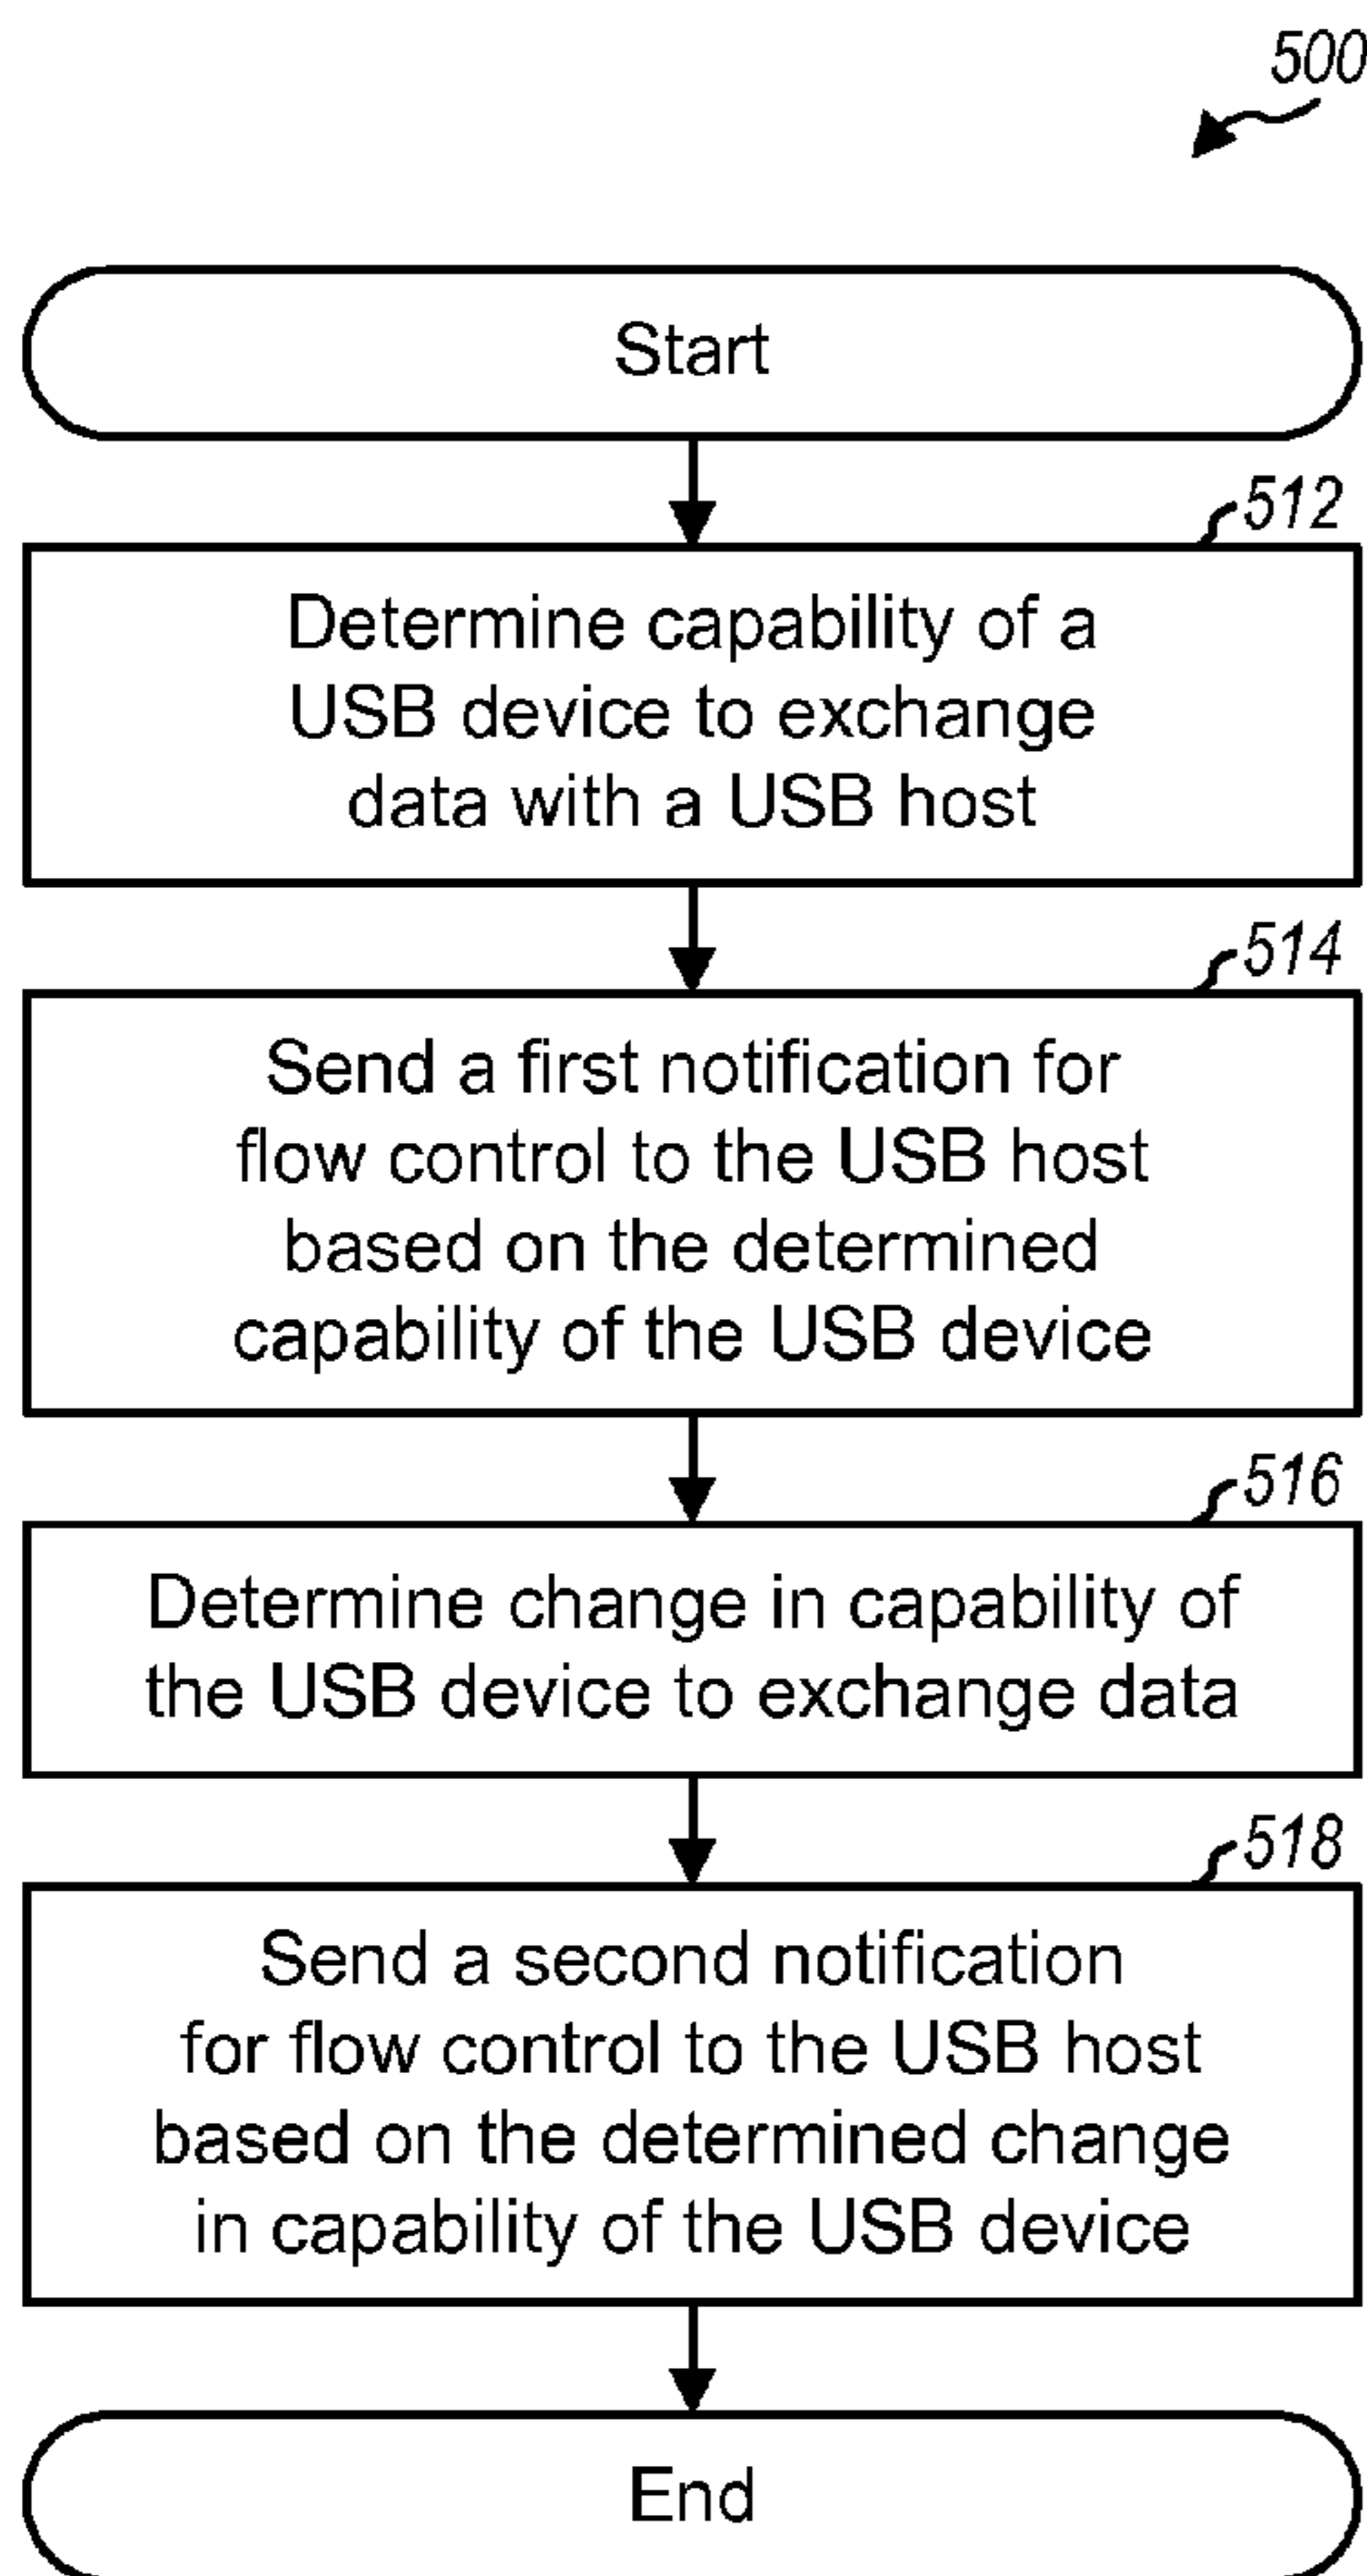 500
Start
512
Determine capability of a
USB device to exchange
data with a USB host
514
Send a first notification for
flow control to the USB host
based on the determined
capability of the USB device
516
Determine change in capability of
the USB device to exchange data
518
Send a second notification
for flow control to the USB host
based on the determined change
in capability of the USB device
End